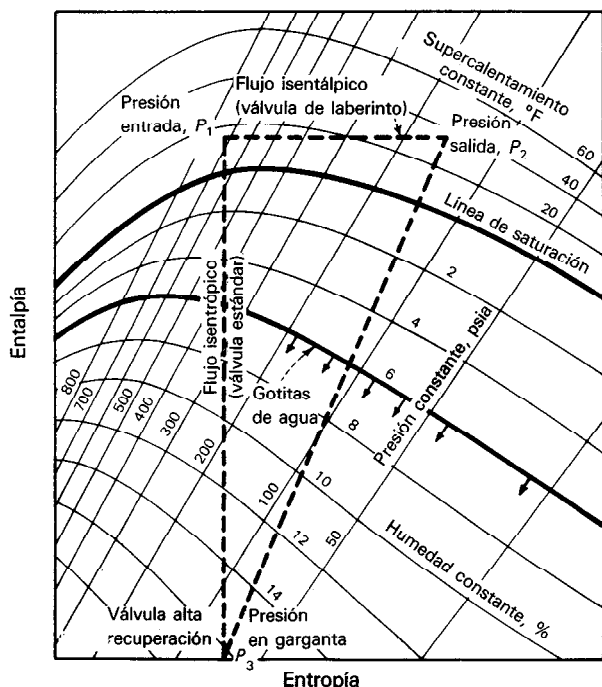 Supercalentamiento
constante, °F
Flujo isentálpico
(válvula de laberinto)
Presión
entrada, P1
Presión
salida, P2
60
40
20
Línea de saturación
Entalpía
Flujo isentrópico
(válvula estándar)
2
4
6
8
10
12
14
Presión constante, psia
Gotitas
de agua
800
700
500
400
300
200
100
50
Humedad constante, %
Válvula alta
recuperación
Presión
en garganta
P3
Entropía